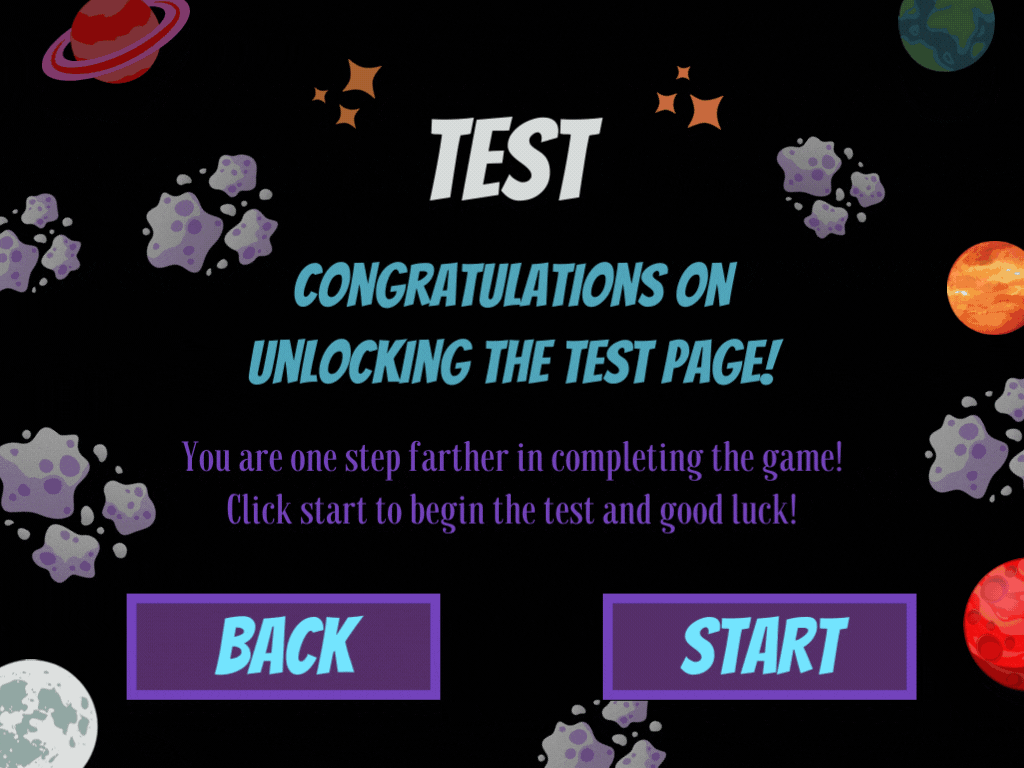 TEST
CONGRATULATIONS ON
UNLOCKING THE TEST PAGE!
You are one step farther in completing the game!
Click start to begin the test and good luck!
BACK
START